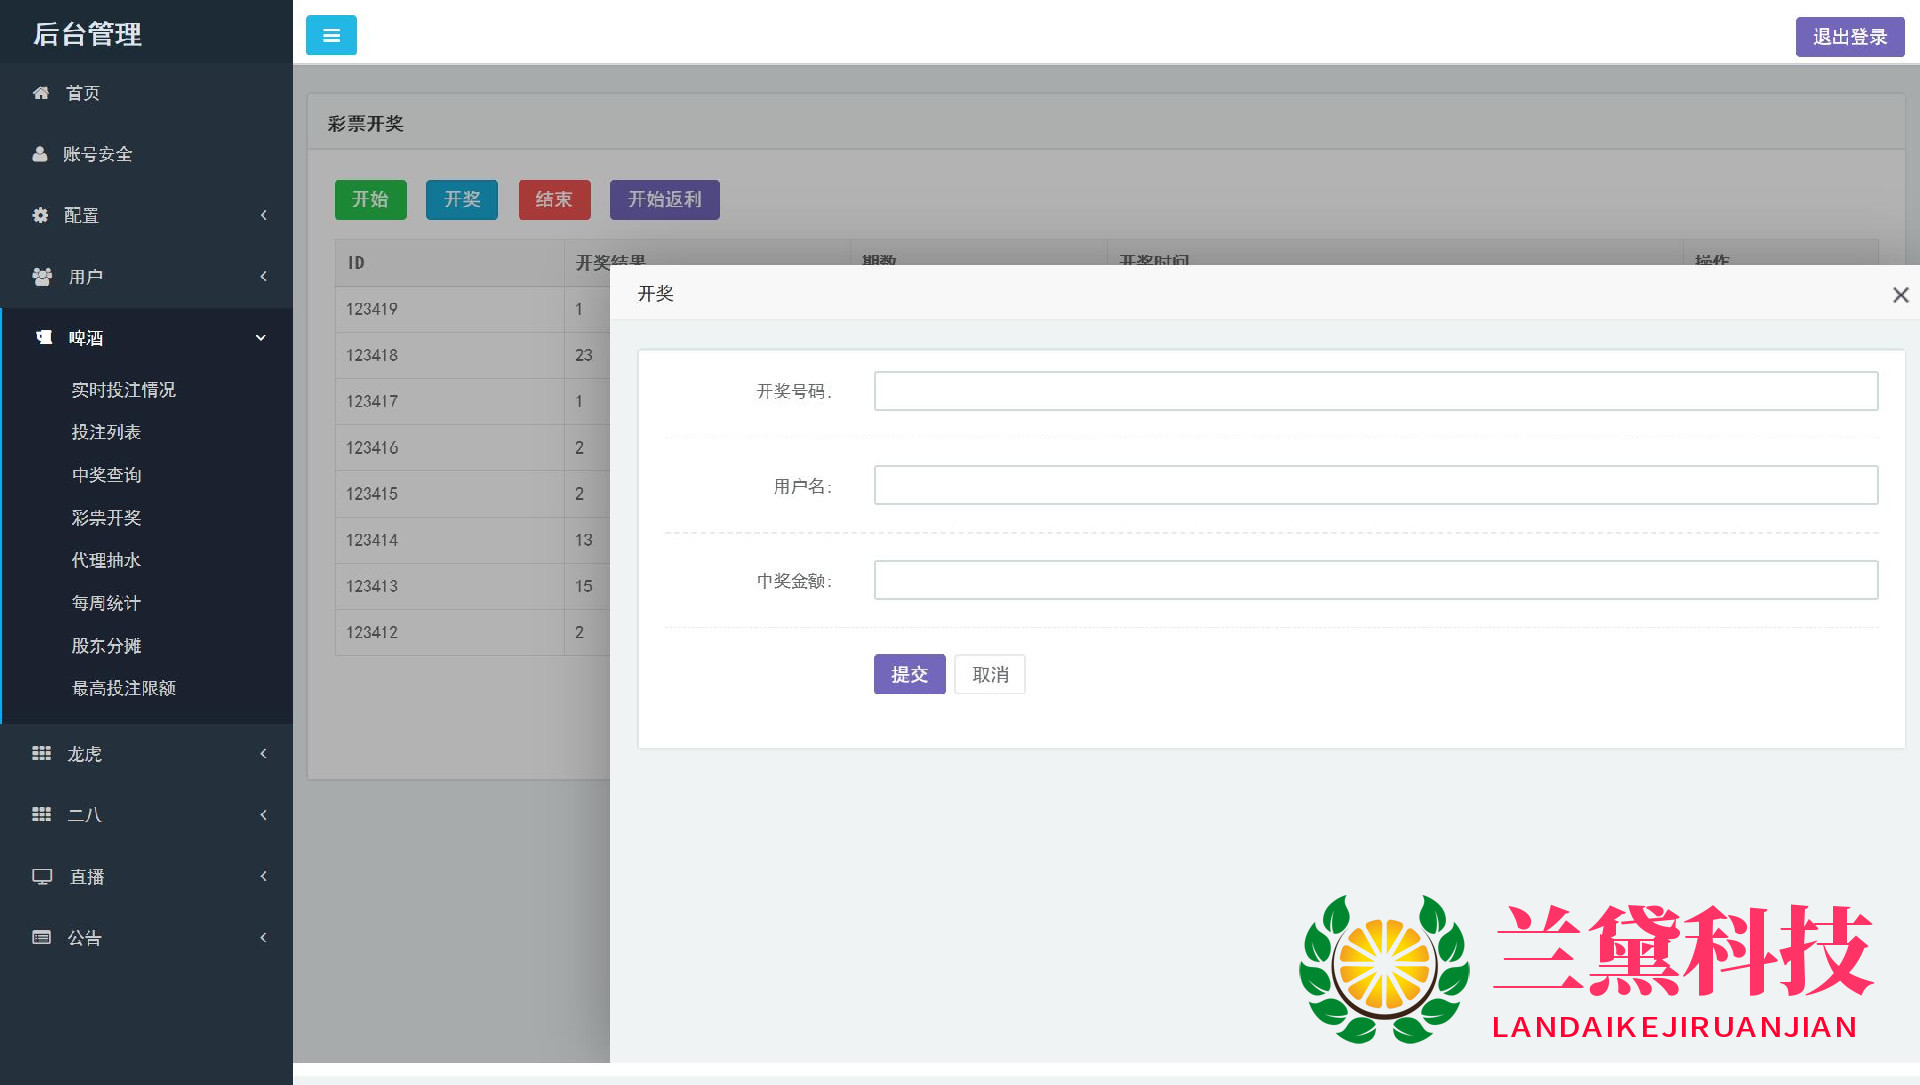 后台管理
退出登录
首页
账号安全
配置
用户
啤酒
实时投注情况
投注列表
中奖查询
彩票开奖
代理抽水
每周统计
股东分摊
最高投注限额
龙虎
二八
直播
公告
彩票开奖
开始 开奖 结束 开始返利
ID 开奖结果 期数 开奖时间 操作
123419 1
123418 23
123417 1
123416 2
123415 2
123414 13
123413 15
123412 2
开奖
开奖号码:
用户名:
中奖金额:
提交 取消
兰黛科技
LANDAIKEJIRUANJIAN